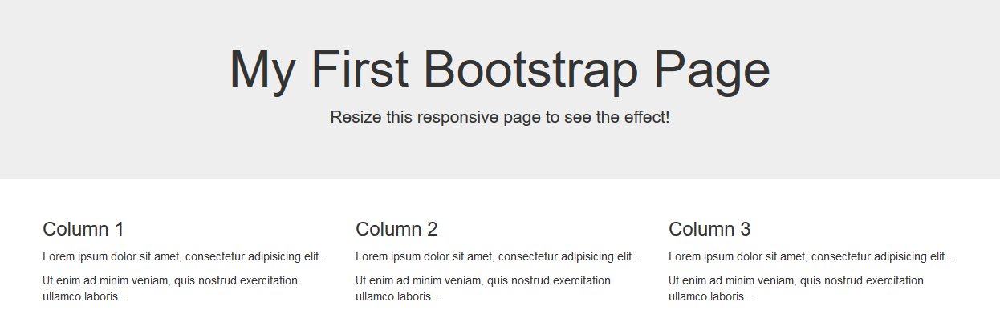 My First Bootstrap Page
Resize this responsive page to see the effect!
Column 1
Lorem ipsum dolor sit amet, consectetur adipisicing elit...
Ut enim ad minim veniam, quis nostrud exercitation
ullamco laboris...
Column 2
Lorem ipsum dolor sit amet, consectetur adipisicing elit...
Ut enim ad minim veniam, quis nostrud exercitation
ullamco laboris...
Column 3
Lorem ipsum dolor sit amet, consectetur adipisicing elit...
Ut enim ad minim veniam, quis nostrud exercitation
ullamco laboris...